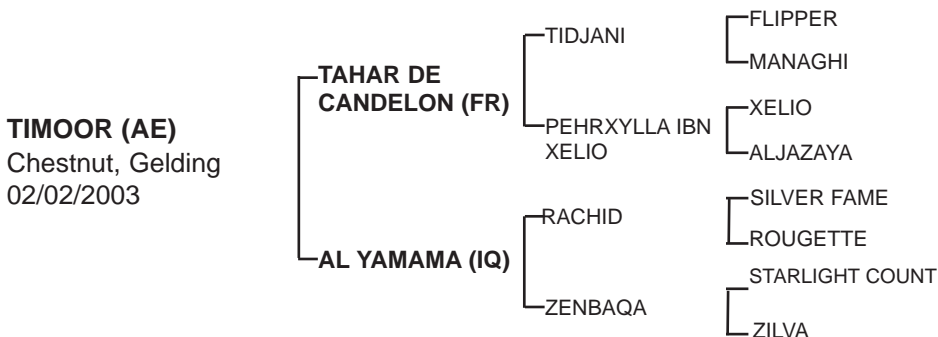 TIMOOR (AE)
Chestnut, Gelding
02/02/2003
TAHAR DE
CANDELON (FR)
AL YAMAMA (IQ)
TIDJANI
PEHRXYLLA IBN
XELIO
RACHID
ZENBAQA
FLIPPER
MANAGHI
XELIO
ALJAZAYA
SILVER FAME
ROUGETTE
STARLIGHT COUNT
ZILVA